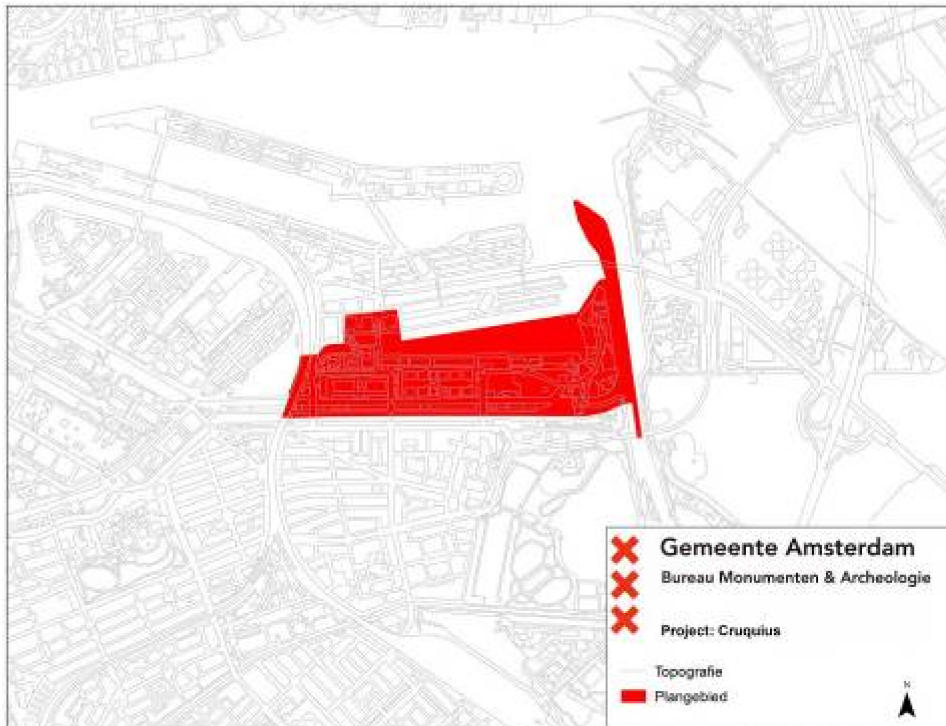 Gemeente Amsterdam
Bureau Monumenten & Archeologie
Project: Cruquius
Topografie
Plangebied
N